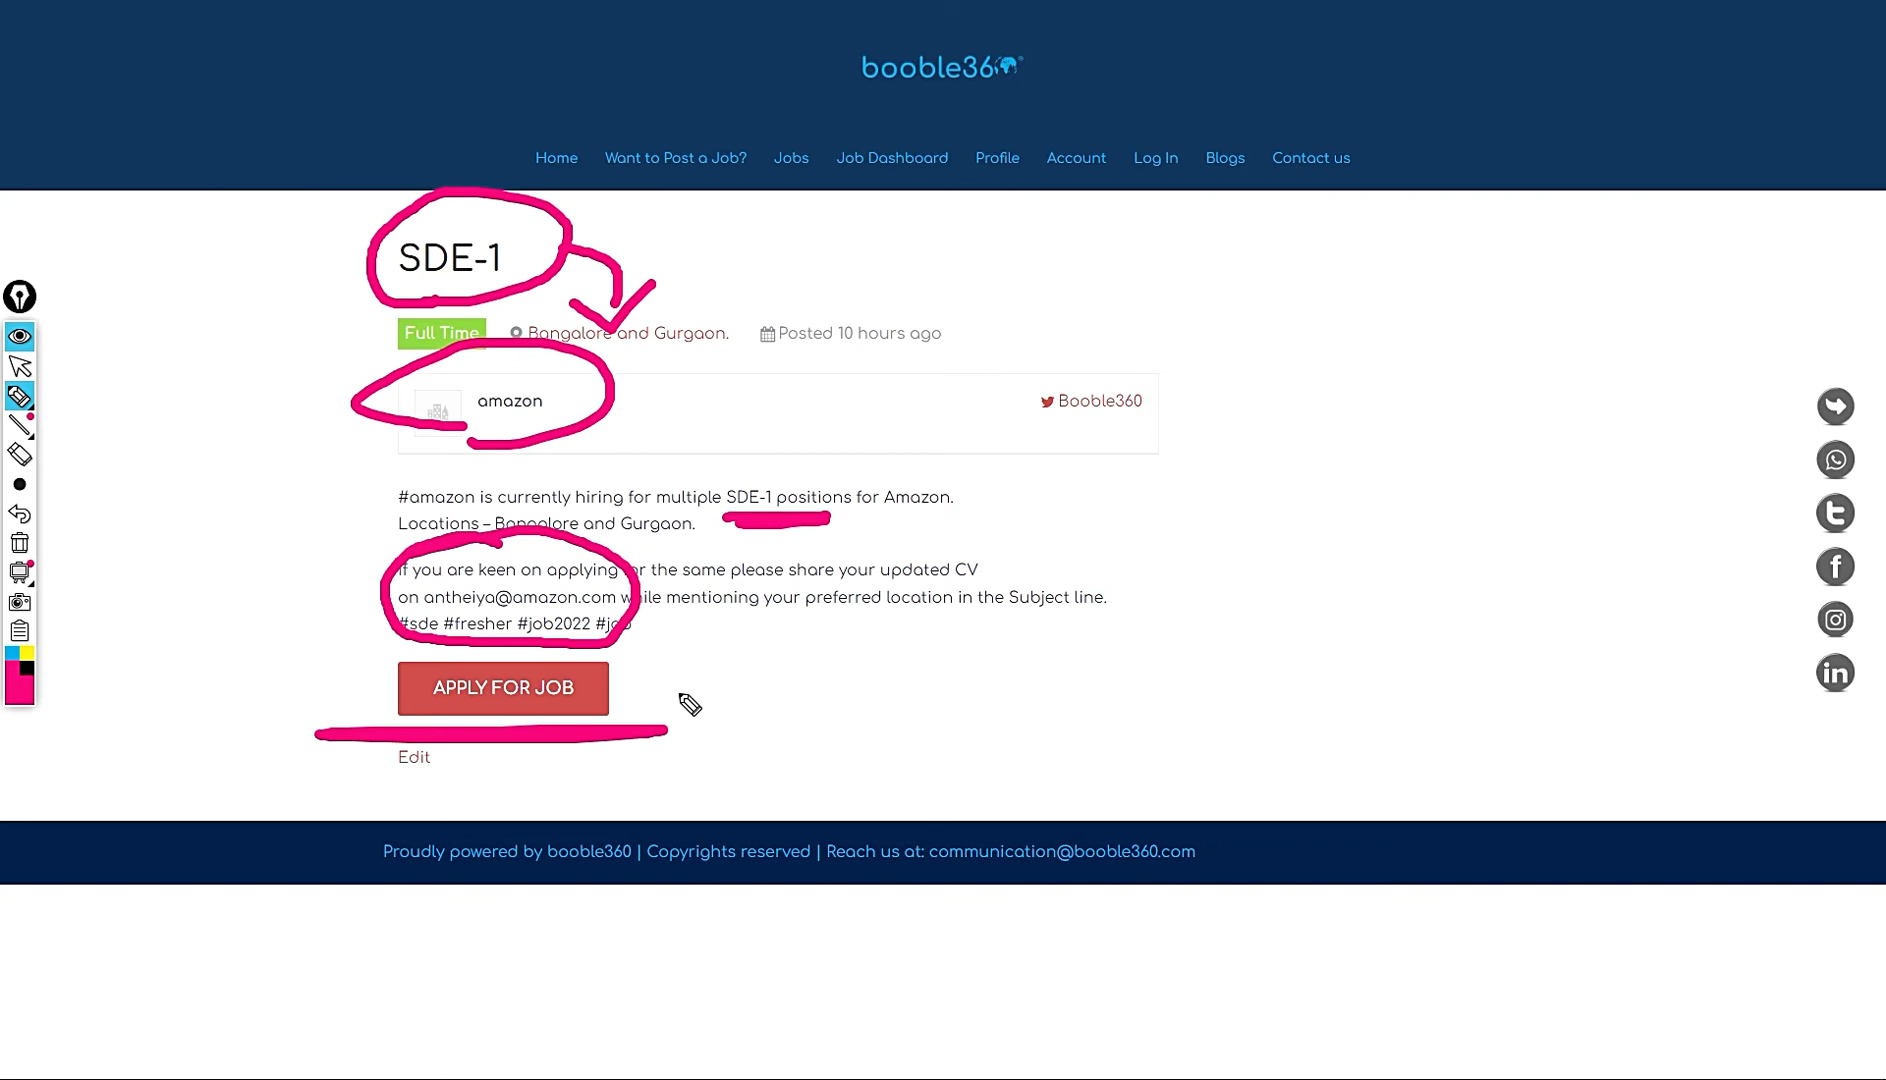 booble360
Home Want to Post a Job? Jobs Job Dashboard Profile Account Log In Blogs Contact us
SDE-1
Full Time Bangalore and Gurgaon. Posted 10 hours ago
amazon Booble360
#amazon is currently hiring for multiple SDE-1 positions for Amazon.
Locations – Bangalore and Gurgaon.
If you are keen on applying for the same please share your updated CV
on antheiya@amazon.com while mentioning your preferred location in the Subject line.
#sde #fresher #job2022 #job
APPLY FOR JOB
Edit
Proudly powered by booble360 | Copyrights reserved | Reach us at: communication@booble360.com